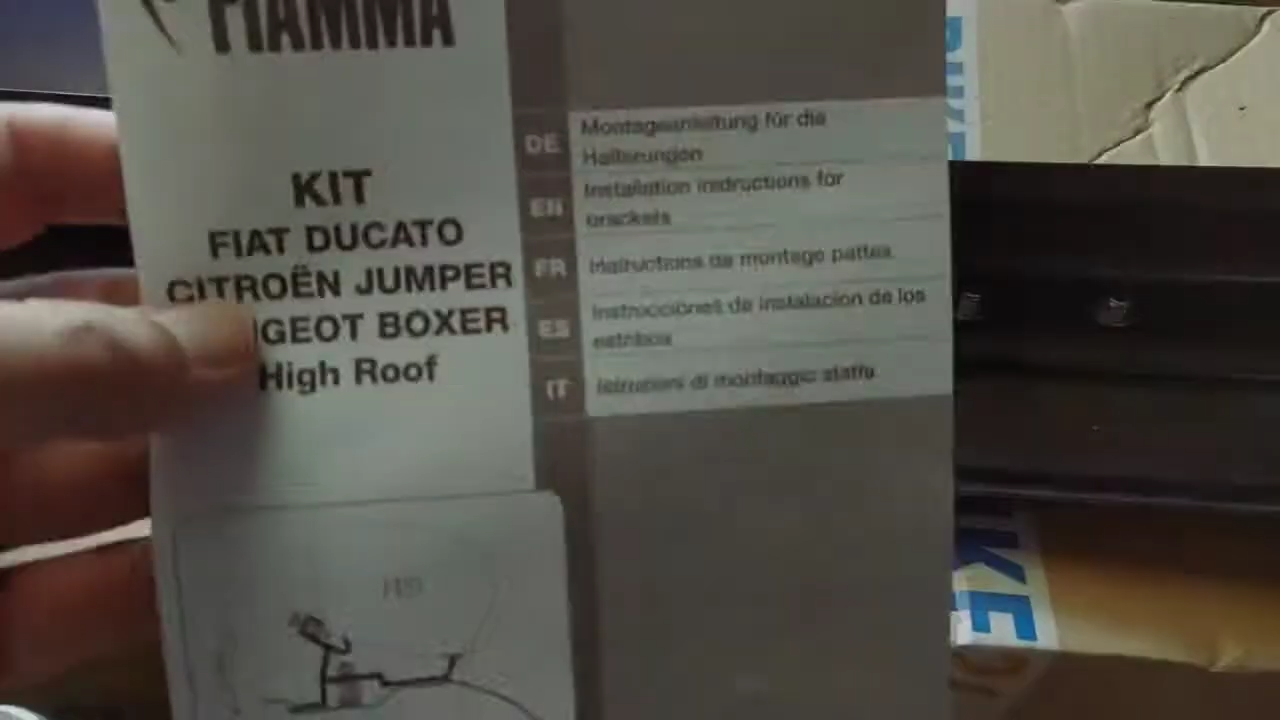 FIAMMA
KIT
FIAT DUCATO
CITROËN JUMPER
GEOT BOXER
High Roof
DE
Montageanleitung für die
Halterungen
EN
Installation instructions for
brackets
FR
Instructions de montage pattes
ES
Instrucciones de instalacion de los
estribos
IT
Istruzioni di montaggio staffe